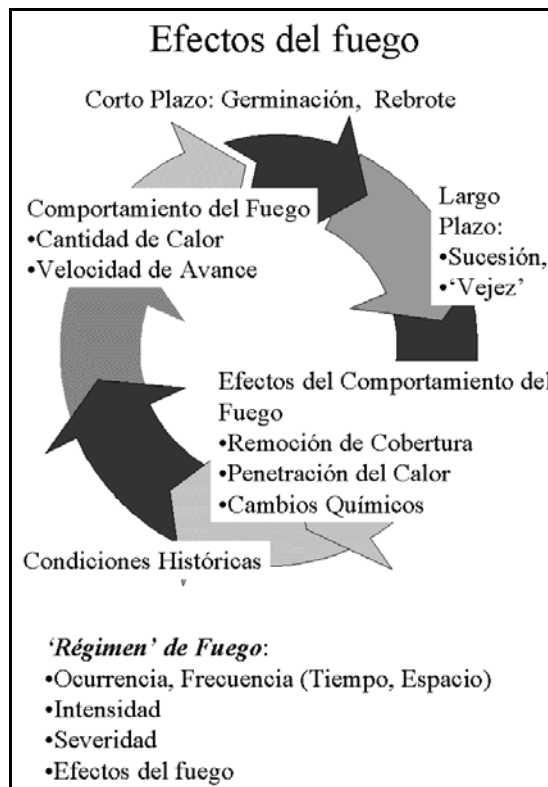 Efectos del fuego
Corto Plazo: Germinación, Rebrote
Comportamiento del Fuego
•Cantidad de Calor
•Velocidad de Avance
Largo
Plazo:
•Sucesión,
•‘Vejez’
Efectos del Comportamiento del
Fuego
•Remoción de Cobertura
•Penetración del Calor
•Cambios Químicos
Condiciones Históricas
‘Régimen’ de Fuego:
•Ocurrencia, Frecuencia (Tiempo, Espacio)
•Intensidad
•Severidad
•Efectos del fuego